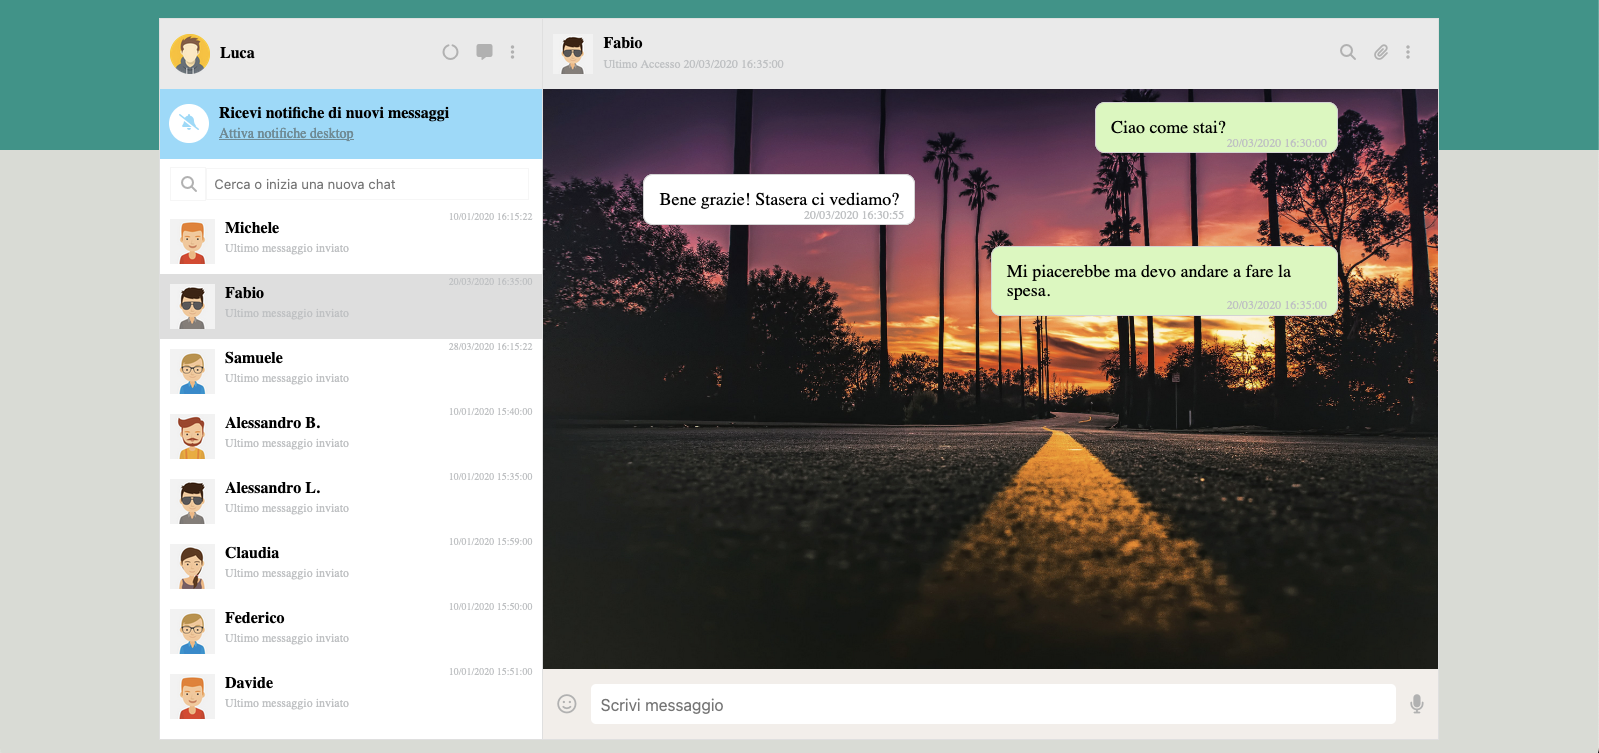 Luca
Ricevi notifiche di nuovi messaggi
Attiva notifiche desktop
Cerca o inizia una nuova chat
10/01/2020 16:15:22
Michele
Ultimo messaggio inviato
20/03/2020 16:35:00
Fabio
Ultimo messaggio inviato
28/03/2020 16:15:22
Samuele
Ultimo messaggio inviato
10/01/2020 15:40:00
Alessandro B.
Ultimo messaggio inviato
10/01/2020 15:35:00
Alessandro L.
Ultimo messaggio inviato
10/01/2020 15:59:00
Claudia
Ultimo messaggio inviato
10/01/2020 15:50:00
Federico
Ultimo messaggio inviato
10/01/2020 15:51:00
Davide
Ultimo messaggio inviato
Fabio
Ultimo Accesso 20/03/2020 16:35:00
Ciao come stai?
20/03/2020 16:30:00
Bene grazie! Stasera ci vediamo?
20/03/2020 16:30:55
Mi piacerebbe ma devo andare a fare la
spesa.
20/03/2020 16:35:00
Scrivi messaggio